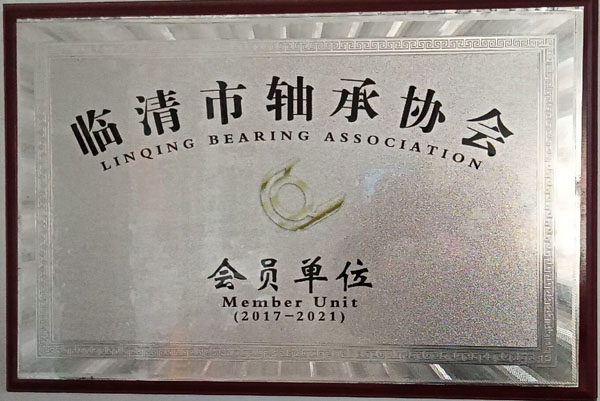 临清市轴承协会
LINQING BEARING ASSOCIATION
会员单位
Member Unit
(2017-2021)